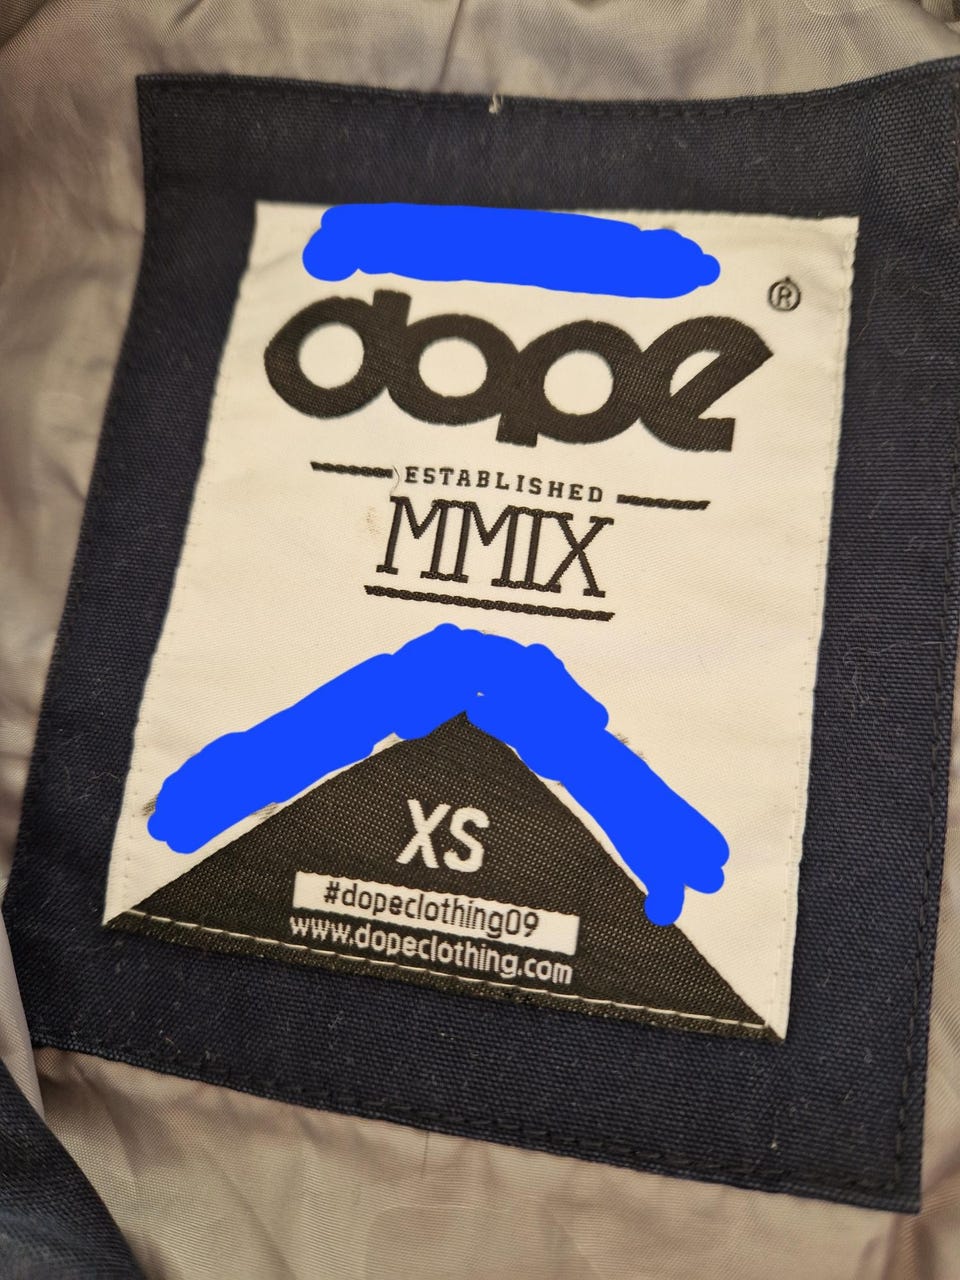 dope®
ESTABLISHED
MMIX
XS
#dopeclothing09
www.dopeclothing.com